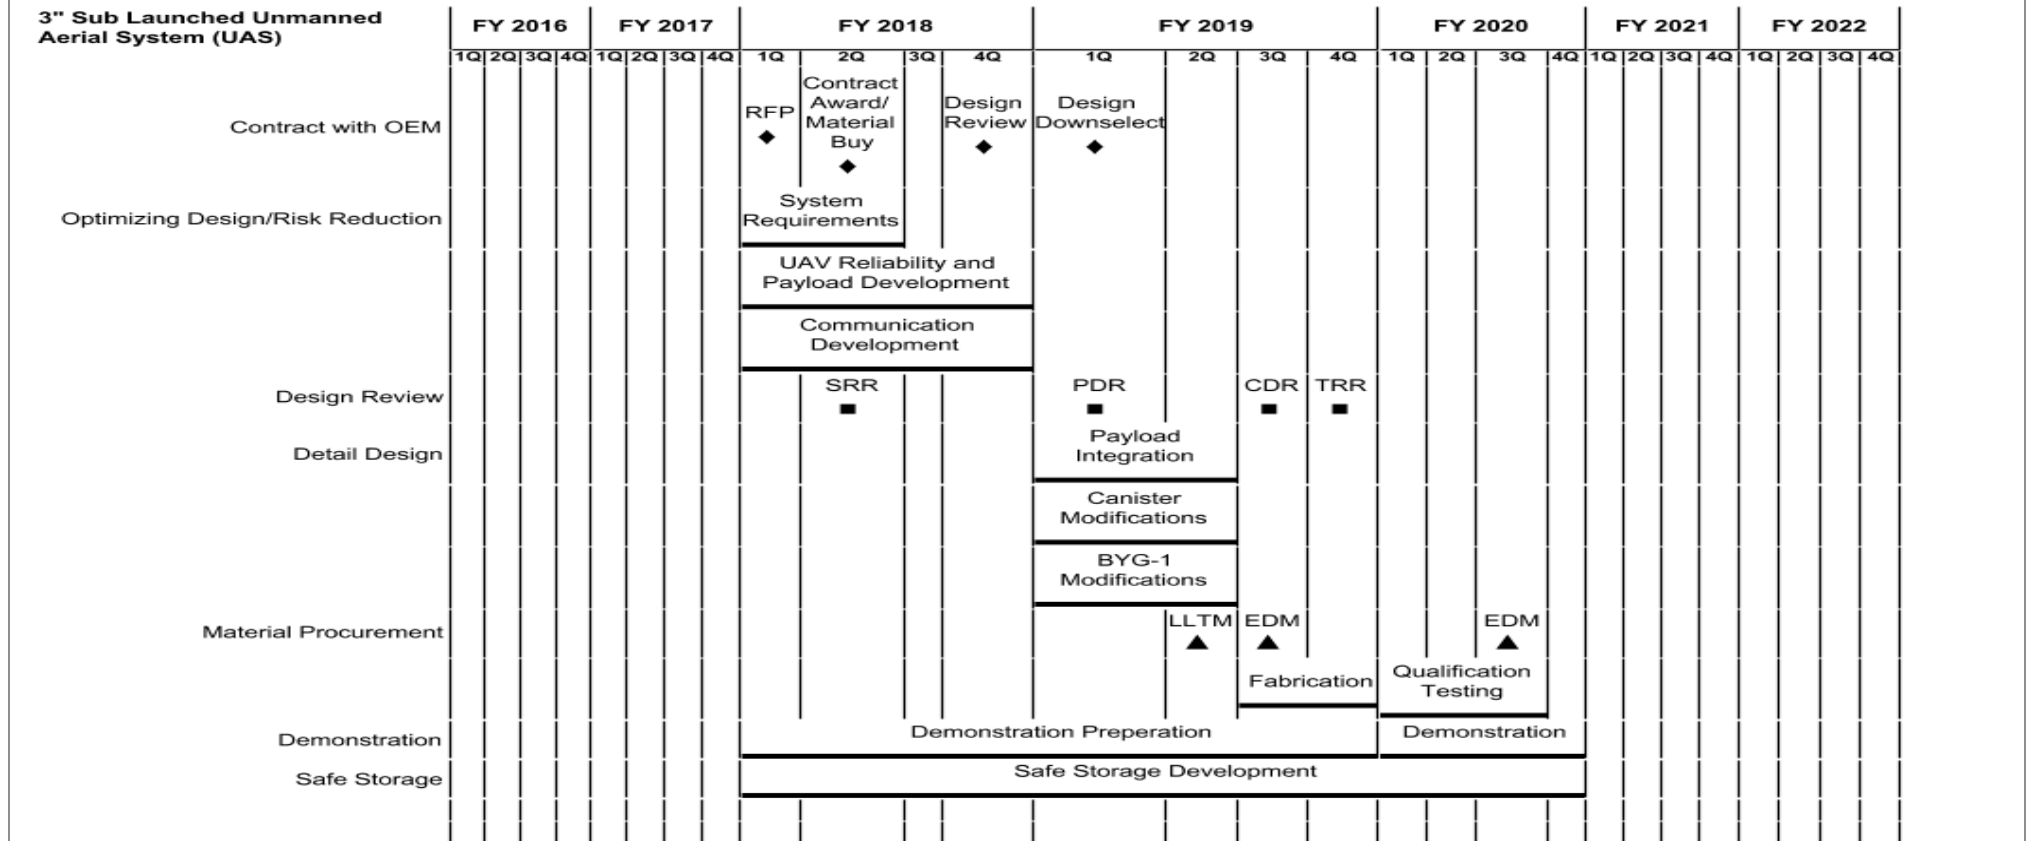 3" Sub Launched Unmanned
Aerial System (UAS)
FY 2016 FY 2017 FY 2018 FY 2019 FY 2020 FY 2021 FY 2022
1Q 2Q 3Q 4Q 1Q 2Q 3Q 4Q 1Q 2Q 3Q 4Q 1Q 2Q 3Q 4Q 1Q 2Q 3Q 4Q 1Q 2Q 3Q 4Q 1Q 2Q 3Q 4Q
Contract with OEM
RFP
Contract
Award/
Material
Buy
Design
Review
Design
Downselect
Optimizing Design/Risk Reduction
System
Requirements
UAV Reliability and
Payload Development
Communication
Development
Design Review
SRR PDR CDR TRR
Detail Design
Payload
Integration
Canister
Modifications
BYG-1
Modifications
Material Procurement
LLTM EDM EDM
Fabrication
Qualification
Testing
Demonstration
Demonstration Preperation
Demonstration
Safe Storage
Safe Storage Development